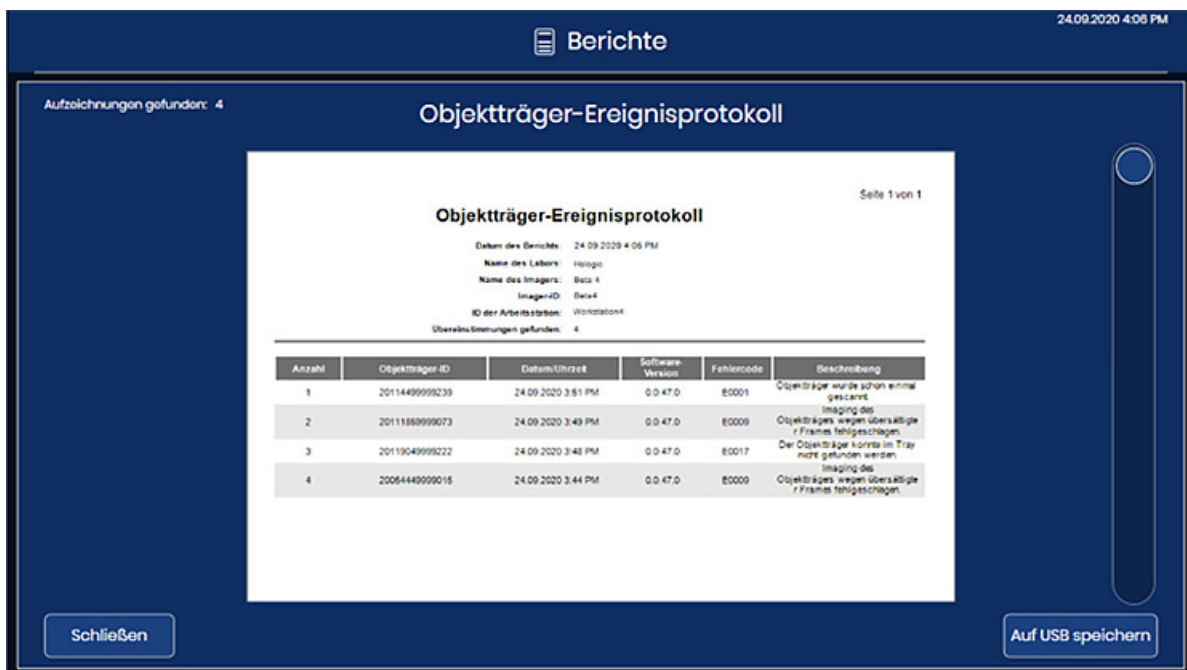 24.09.2020 4:06 PM
Berichte
Aufzeichnungen gefunden: 4
Objektträger-Ereignisprotokoll
Seite 1 von 1
Objektträger-Ereignisprotokoll
Datum des Berichts: 24.09.2020 4:06 PM
Name des Labors: Hologic
Name des Imagers: Beta 4
Imager-ID: Beta4
ID der Arbeitsstation: Workstation4
Übereinstimmungen gefunden: 4
Anzahl Objektträger-ID Datum/Uhrzeit Software-Version Fehlercode Beschreibung
1 20114499999239 24.09.2020 3:51 PM 0.0.47.0 E0001 Objektträger wurde schon einmal
gescannt.
2 20111869999073 24.09.2020 3:49 PM 0.0.47.0 E0009 Imaging des
Objektträgers wegen übersättigte
r Frames fehlgeschlagen.
3 20119049999222 24.09.2020 3:48 PM 0.0.47.0 E0017 Der Objektträger konnte im Tray
nicht gefunden werden.
4 20054449999015 24.09.2020 3:44 PM 0.0.47.0 E0009 Imaging des
Objektträgers wegen übersättigte
r Frames fehlgeschlagen.
Schließen
Auf USB speichern